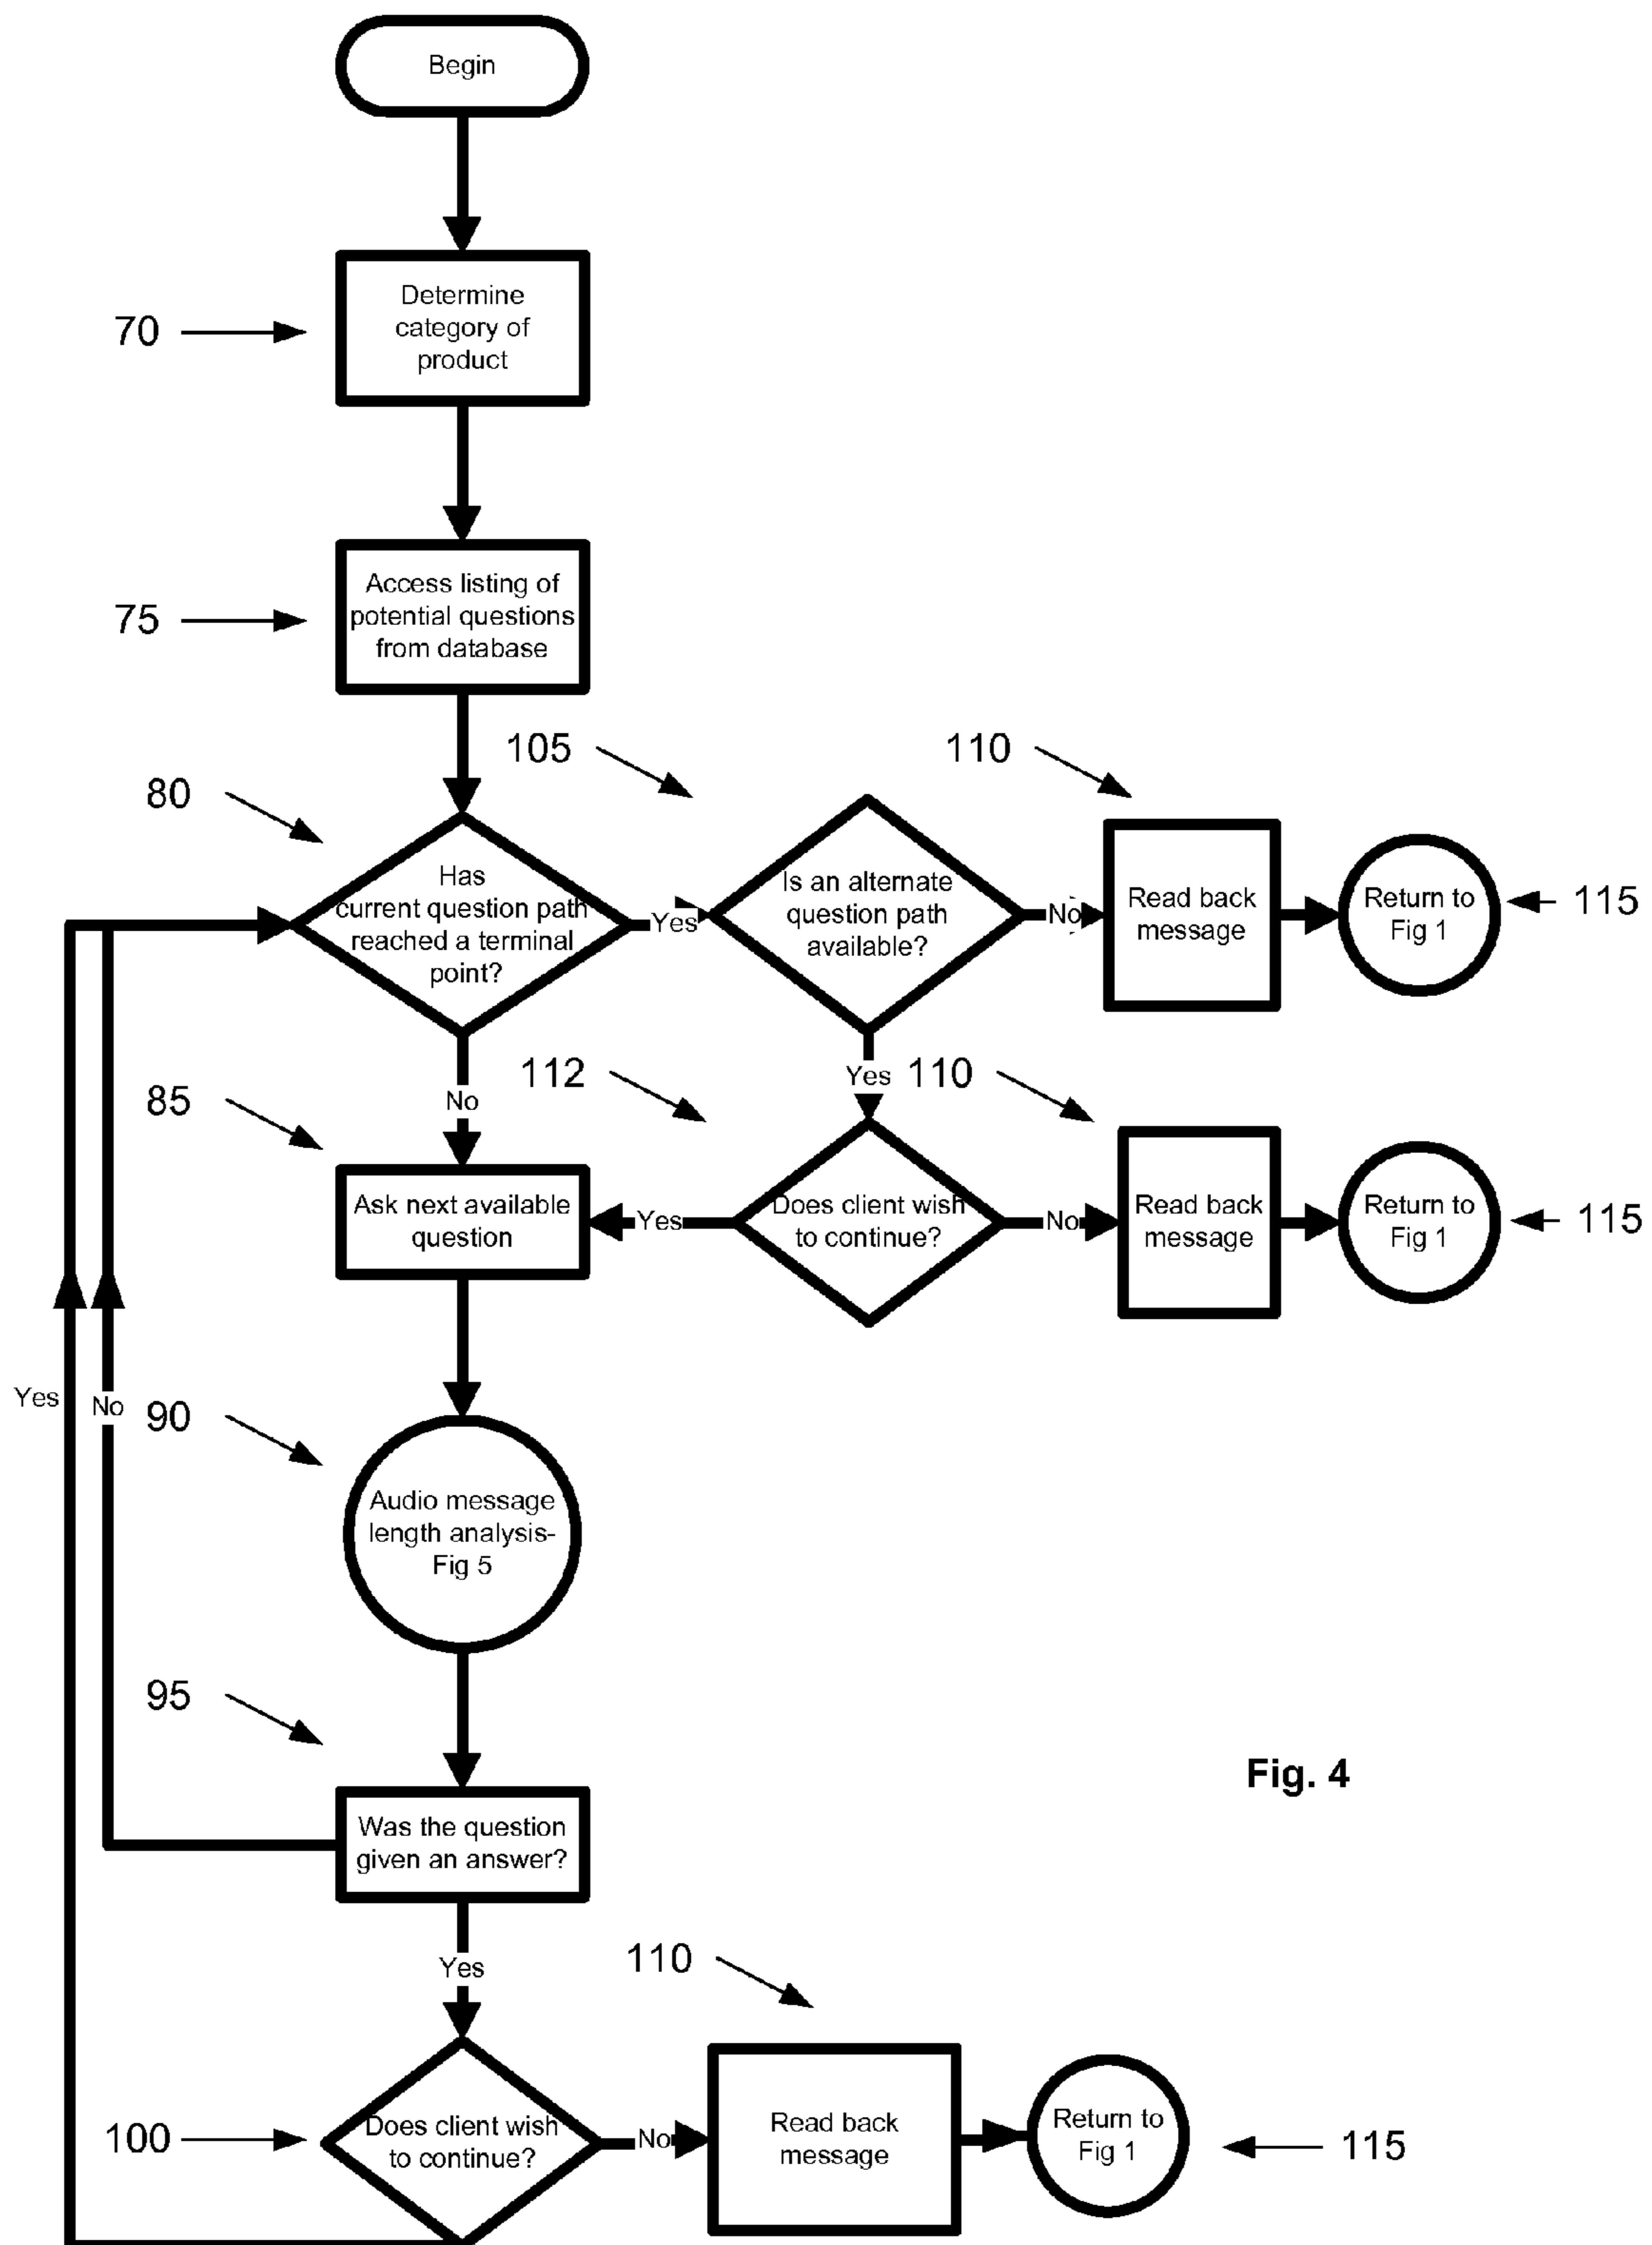 Begin
70
Determine
category of
product
75
Access listing of
potential questions
from database
105
110
80
Has
current question path
reached a terminal
point?
Yes
Is an alternate
question path
available?
No
Read back
message
Return to
Fig 1
115
112
Yes
110
85
No
Ask next available
question
Yes
Does client wish
to continue?
No
Read back
message
Return to
Fig 1
115
Yes
No
90
Audio message
length analysis-
Fig 5
95
Fig. 4
Was the question
given an answer?
Yes
110
100
Does client wish
to continue?
No
Read back
message
Return to
Fig 1
115